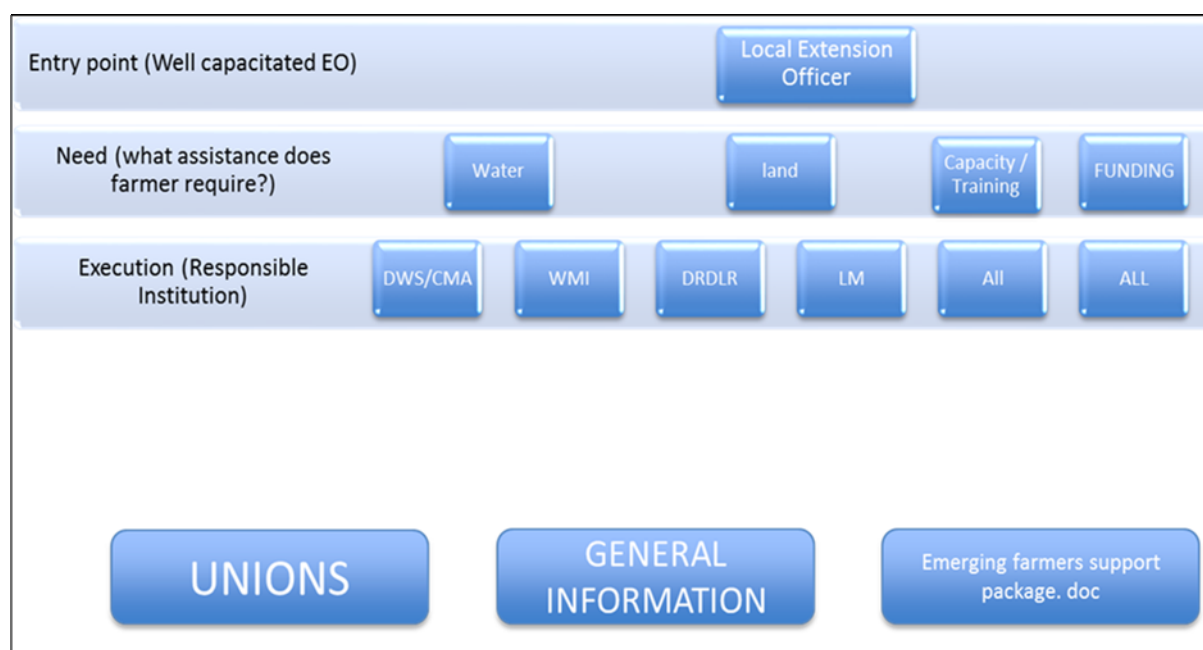 Entry point (Well capacitated EO)
Local Extension
Officer
Need (what assistance does
farmer require?)
Water
land
Capacity /
Training
FUNDING
Execution (Responsible
Institution)
DWS/CMA
WMI
DRDLR
LM
All
ALL
UNIONS
GENERAL
INFORMATION
Emerging farmers support
package. doc